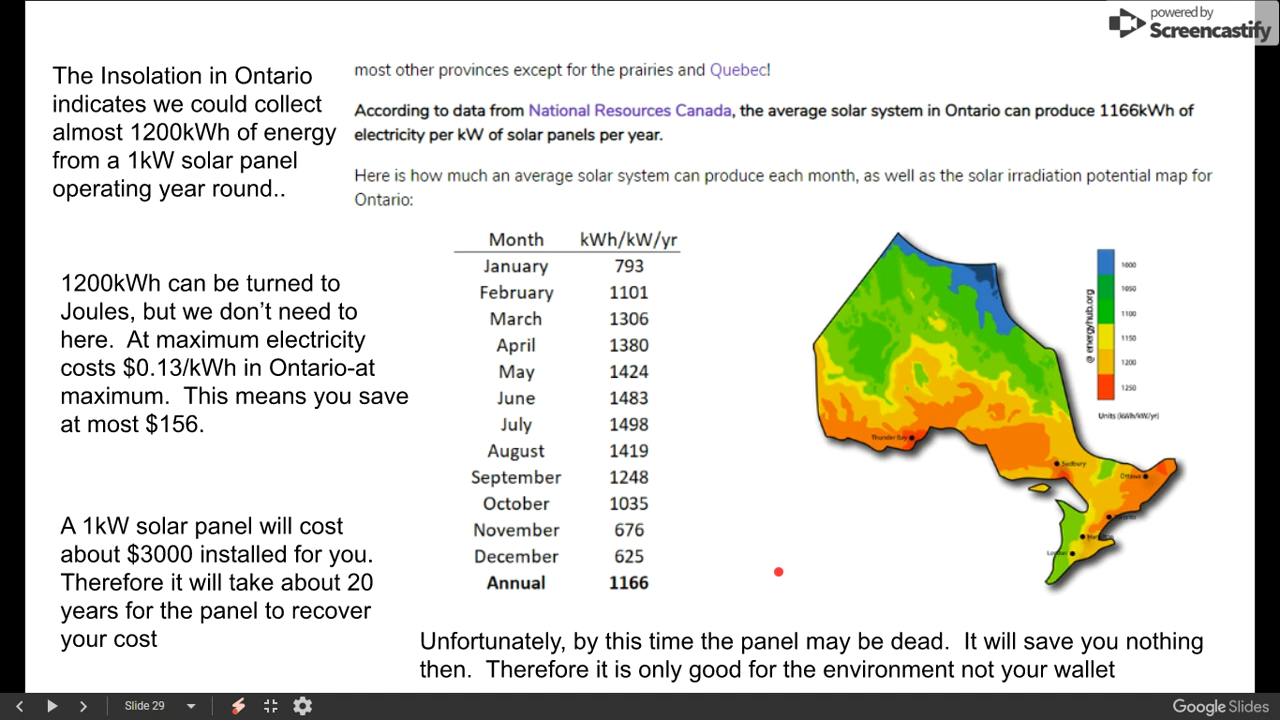 powered by
Screencastify
The Insolation in Ontario
indicates we could collect
almost 1200kWh of energy
from a 1kW solar panel
operating year round..
most other provinces except for the prairies and Quebec!
According to data from National Resources Canada, the average solar system in Ontario can produce 1166kWh of
electricity per kW of solar panels per year.
Here is how much an average solar system can produce each month, as well as the solar irradiation potential map for
Ontario:
1200kWh can be turned to
Joules, but we don’t need to
here. At maximum electricity
costs $0.13/kWh in Ontario-at
maximum. This means you save
at most $156.
A 1kW solar panel will cost
about $3000 installed for you.
Therefore it will take about 20
years for the panel to recover
your cost
Month kWh/kW/yr
January 793
February 1101
March 1306
April 1380
May 1424
June 1483
July 1498
August 1419
September 1248
October 1035
November 676
December 625
Annual 1166
@ energyhub.org
1000
1050
1100
1150
1200
1250
Units (kWh/kW/yr)
Thunder Bay
Sudbury
Ottawa
Unfortunately, by this time the panel may be dead. It will save you nothing
then. Therefore it is only good for the environment not your wallet
Slide 29
Google Slides